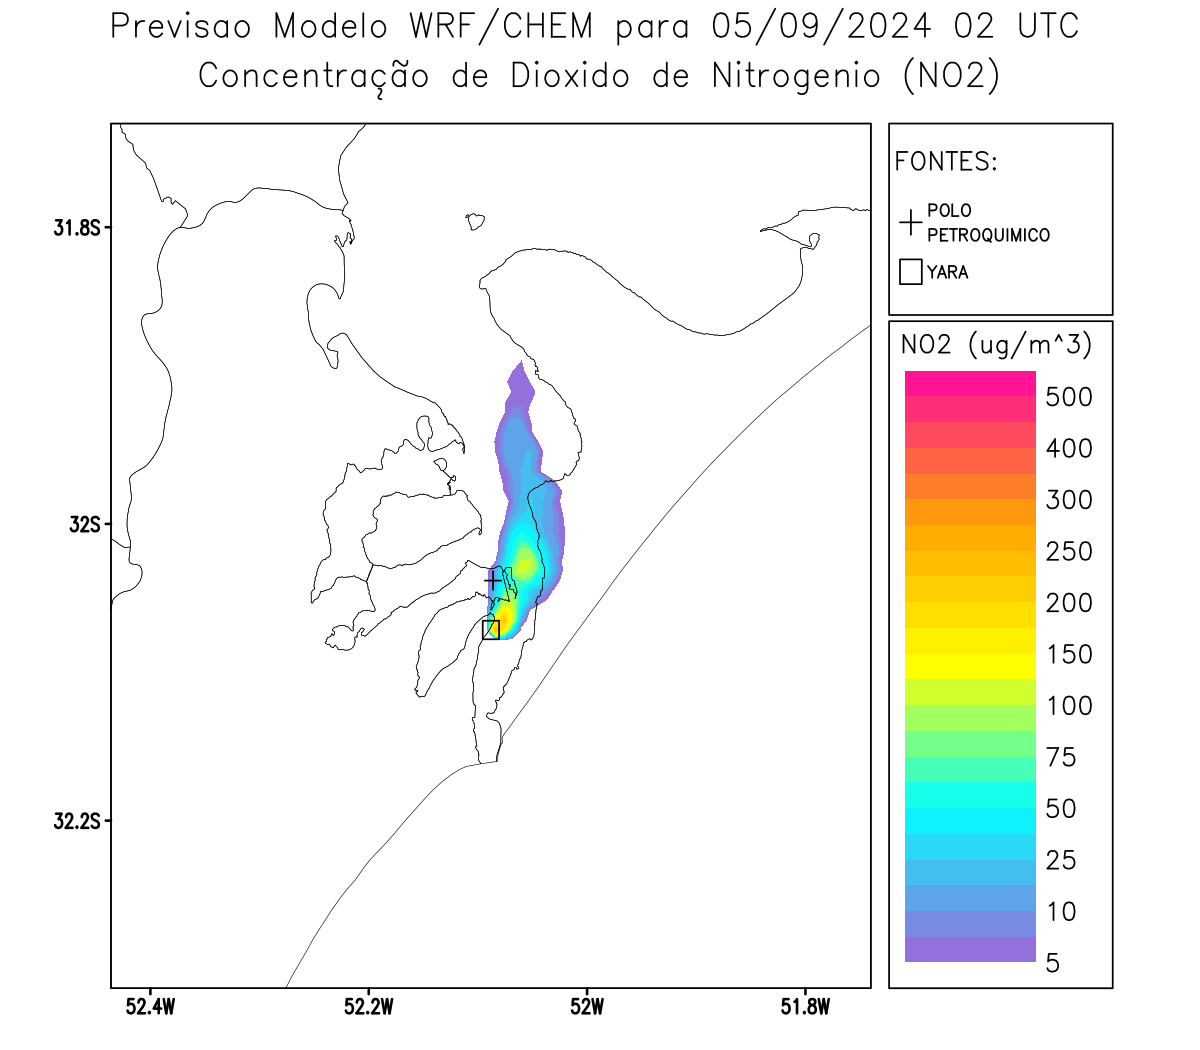 Previsao Modelo WRF/CHEM para 05/09/2024 02 UTC
Concentração de Dioxido de Nitrogenio (NO2)
FONTES:
POLO
PETROQUIMICO
YARA
NO2 (ug/m^3)
500
400
300
250
200
150
100
75
50
25
10
5
31.8S
32S
32.2S
52.4W
52.2W
52W
51.8W